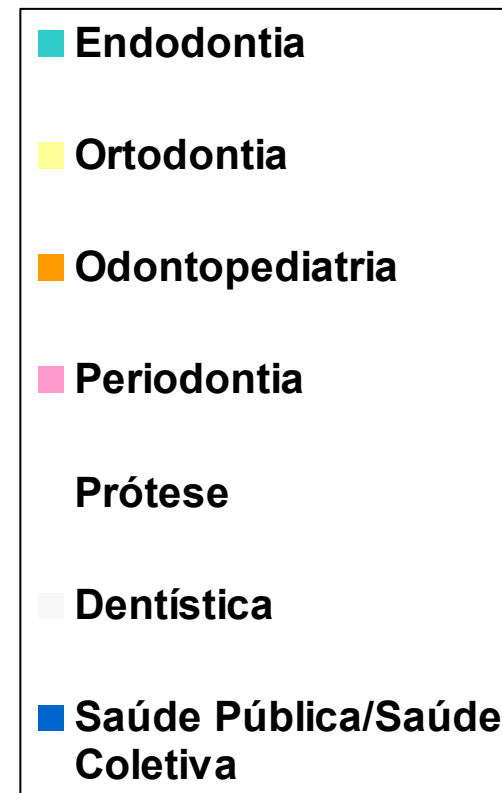 Endodontia
Ortodontia
Odontopediatria
Periodontia
Prótese
Dentística
Saúde Pública/Saúde
Coletiva